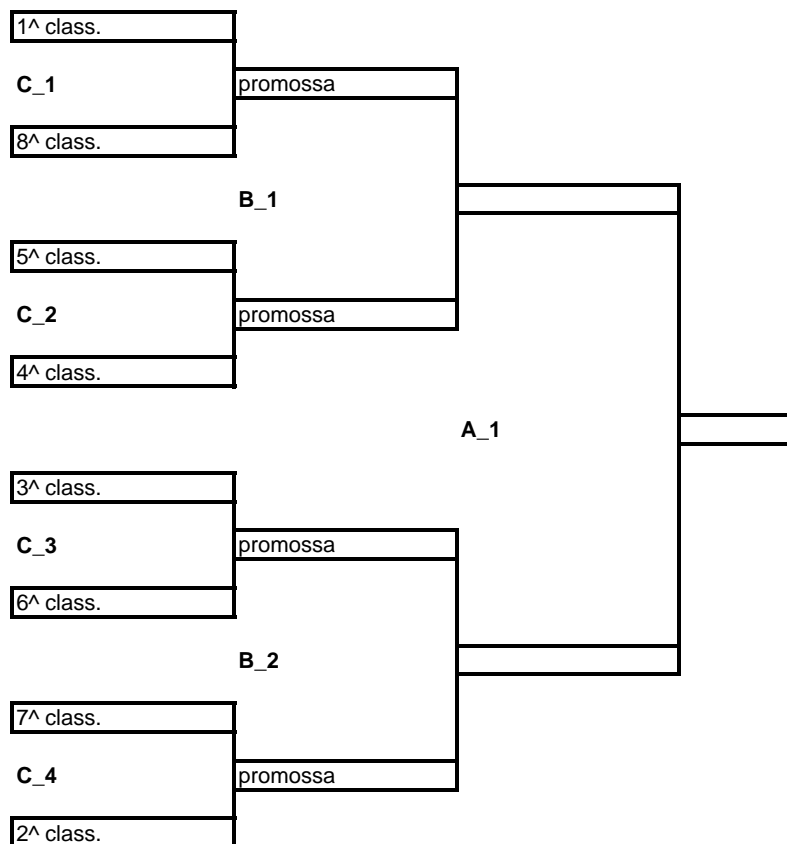 1^ class.
C_1
promossa
8^ class.
B_1
5^ class.
C_2
promossa
4^ class.
A_1
3^ class.
C_3
promossa
6^ class.
B_2
7^ class.
C_4
promossa
2^ class.